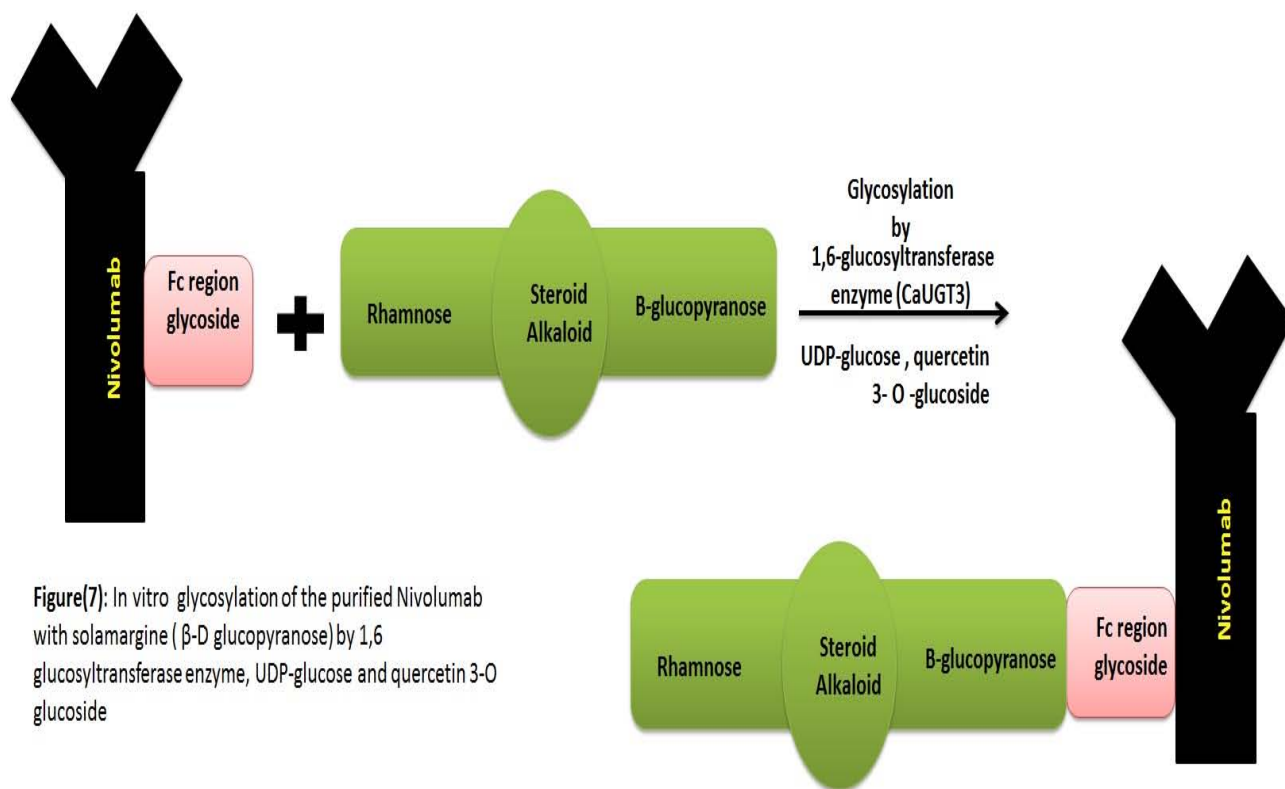 Nivolumab
Fc region
glycoside
Rhamnose
Steroid
Alkaloid
B-glucopyranose
Glycosylation
by
1,6-glucosyltransferase
enzyme (CaUGT3)
UDP-glucose , quercetin
3- O -glucoside
Figure(7): In vitro glycosylation of the purified Nivolumab
with solamargine ( β-D glucopyranose) by 1,6
glucosyltransferase enzyme, UDP-glucose and quercetin 3-O
glucoside
Rhamnose
Steroid
Alkaloid
B-glucopyranose
Fc region
glycoside
Nivolumab